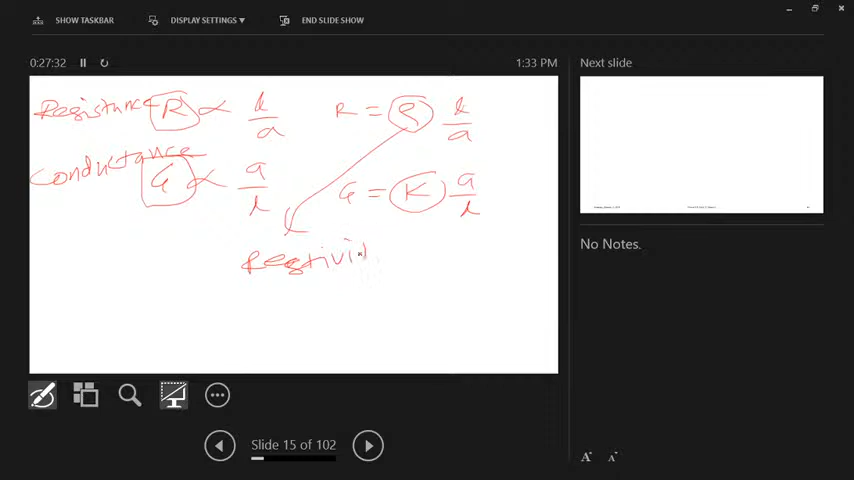 SHOW TASKBAR DISPLAY SETTINGS ▼ END SLIDE SHOW
0:27:32 1:33 PM
Resistance R ∝ l/a R = ρ l/a
Conductance G ∝ a/l G = K a/l
Restivi
Slide 15 of 102
Next slide
No Notes.
A A